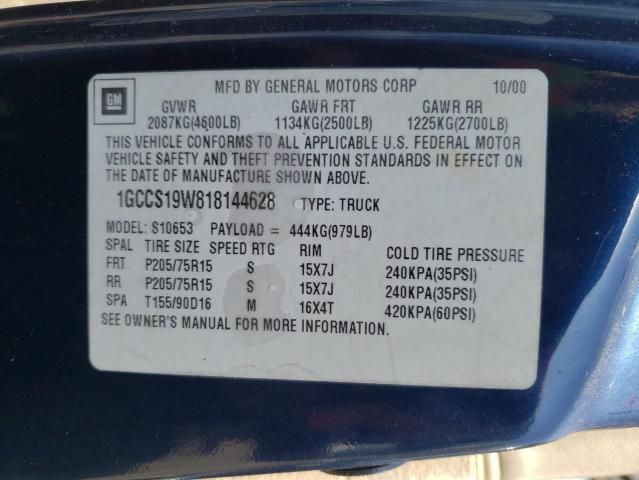 GM MFD BY GENERAL MOTORS CORP 10/00
GVWR GAWR FRT GAWR RR
2087KG(4600LB) 1134KG(2500LB) 1225KG(2700LB)
THIS VEHICLE CONFORMS TO ALL APPLICABLE U.S. FEDERAL MOTOR
VEHICLE SAFETY AND THEFT PREVENTION STANDARDS IN EFFECT ON
THE DATE OF MANUFACTURE SHOWN ABOVE.
1GCCS19W818144628 TYPE: TRUCK
MODEL: S10653 PAYLOAD = 444KG(979LB)
SPAL TIRE SIZE SPEED RTG RIM COLD TIRE PRESSURE
FRT P205/75R15 S 15X7J 240KPA(35PSI)
RR P205/75R15 S 15X7J 240KPA(35PSI)
SPA T155/90D16 M 16X4T 420KPA(60PSI)
SEE OWNER'S MANUAL FOR MORE INFORMATION.